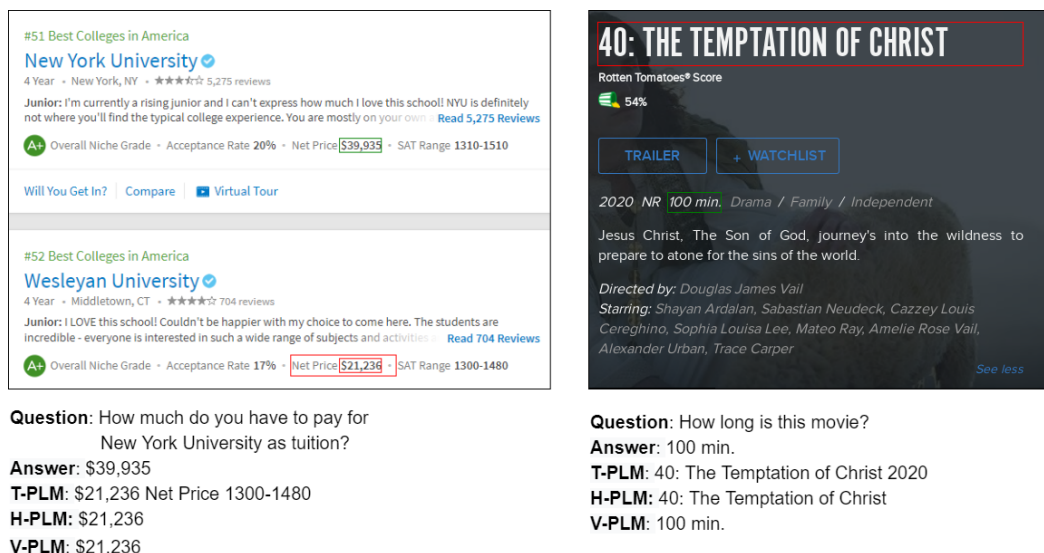 #51 Best Colleges in America
New York University
4 Year • New York, NY • 5,275 reviews
Junior: I'm currently a rising junior and I can't express how much I love this school! NYU is definitely
not where you'll find the typical college experience. You are mostly on your own Read 5,275 Reviews
A+ Overall Niche Grade • Acceptance Rate 20% • Net Price $39,935 • SAT Range 1310-1510
Will You Get In? Compare Virtual Tour
#52 Best Colleges in America
Wesleyan University
4 Year • Middletown, CT • 704 reviews
Junior: I LOVE this school! Couldn't be happier with my choice to come here. The students are
incredible - everyone is interested in such a wide range of subjects and activities Read 704 Reviews
A+ Overall Niche Grade • Acceptance Rate 17% • Net Price $21,236 • SAT Range 1300-1480
Question: How much do you have to pay for
New York University as tuition?
Answer: $39,935
T-PLM: $21,236 Net Price 1300-1480
H-PLM: $21,236
V-PLM: $21,236
40: THE TEMPTATION OF CHRIST
Rotten Tomatoes® Score
54%
TRAILER + WATCHLIST
2020 NR 100 min. Drama / Family / Independent
Jesus Christ, The Son of God, journey's into the wildness to
prepare to atone for the sins of the world.
Directed by: Douglas James Vail
Starring: Shayan Ardalan, Sabastian Neudeck, Cazzey Louis
Cereghino, Sophia Louisa Lee, Mateo Ray, Amelie Rose Vail,
Alexander Urban, Trace Carper
See less
Question: How long is this movie?
Answer: 100 min.
T-PLM: 40: The Temptation of Christ 2020
H-PLM: 40: The Temptation of Christ
V-PLM: 100 min.